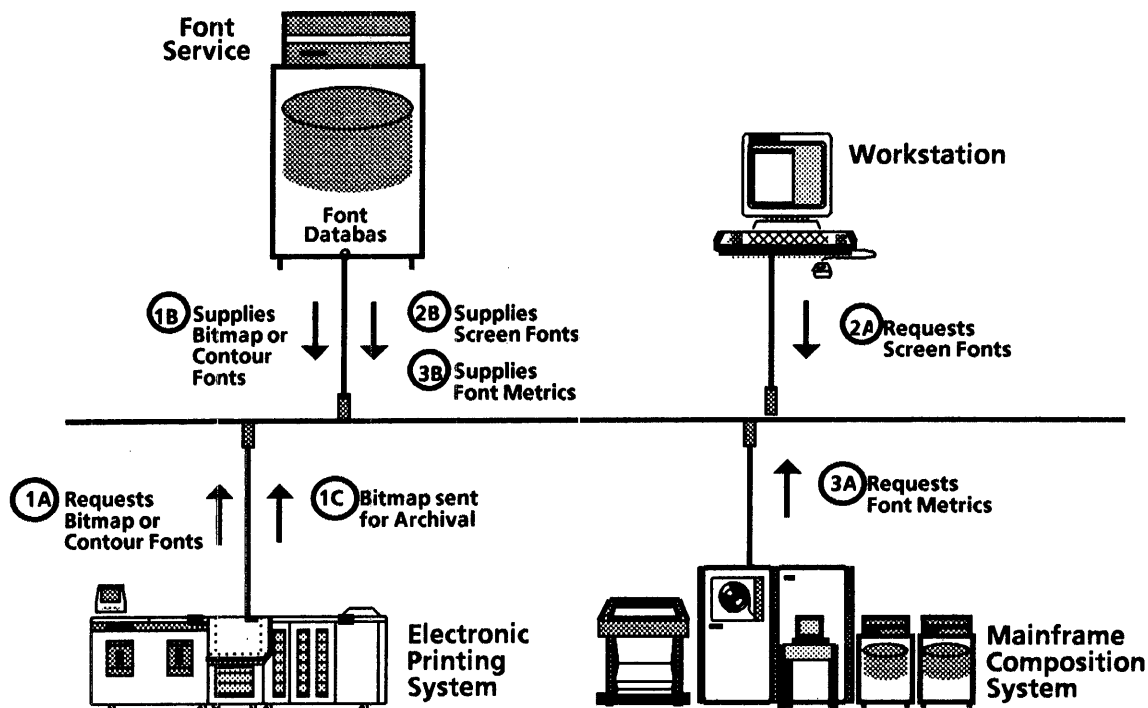 Font
Service
Font
Databas
Workstation
1B Supplies
Bitmap or
Contour
Fonts
2B Supplies
Screen Fonts
3B Supplies
Font Metrics
2A Requests
Screen Fonts
1A Requests
Bitmap or
Contour Fonts
1C Bitmap sent
for Archival
3A Requests
Font Metrics
Electronic
Printing
System
Mainframe
Composition
System